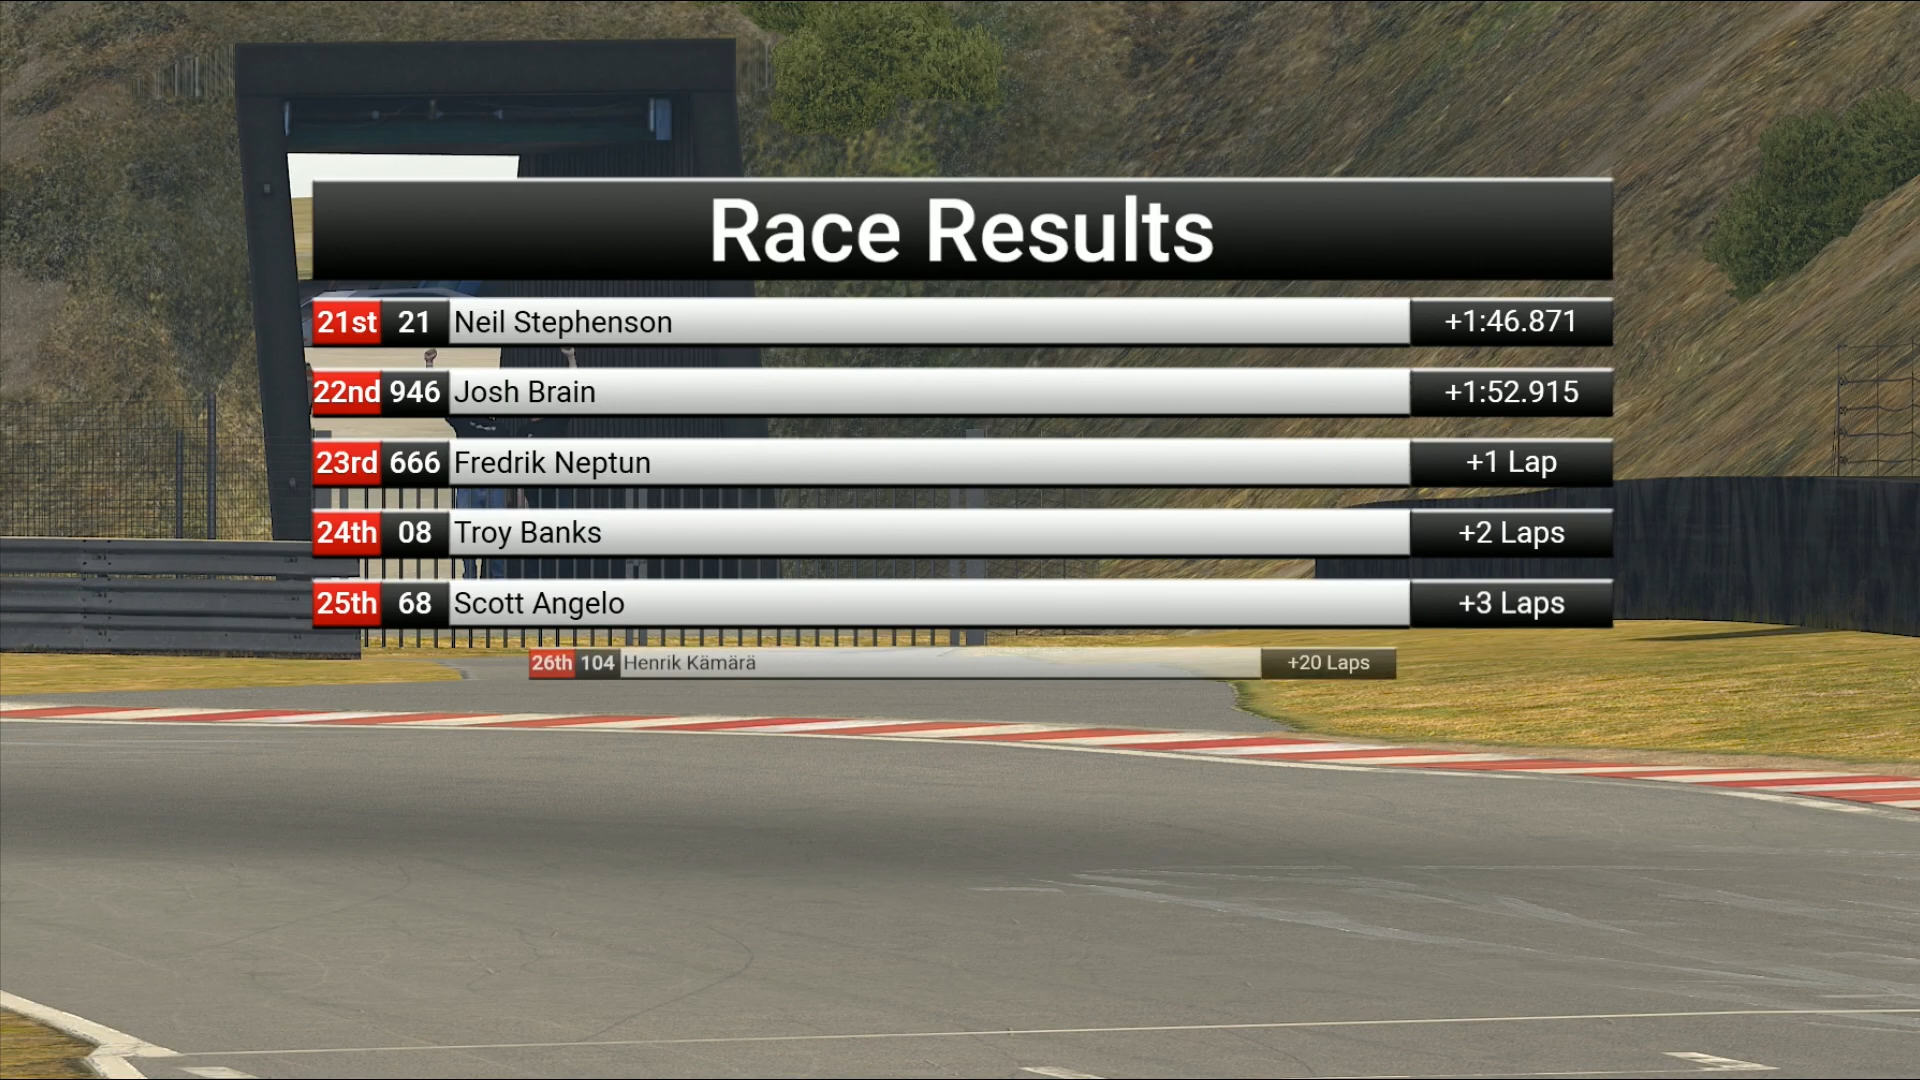 Race Results
21st 21 Neil Stephenson +1:46.871
22nd 946 Josh Brain +1:52.915
23rd 666 Fredrik Neptun +1 Lap
24th 08 Troy Banks +2 Laps
25th 68 Scott Angelo +3 Laps
26th 104 Henrik Kämärä +20 Laps